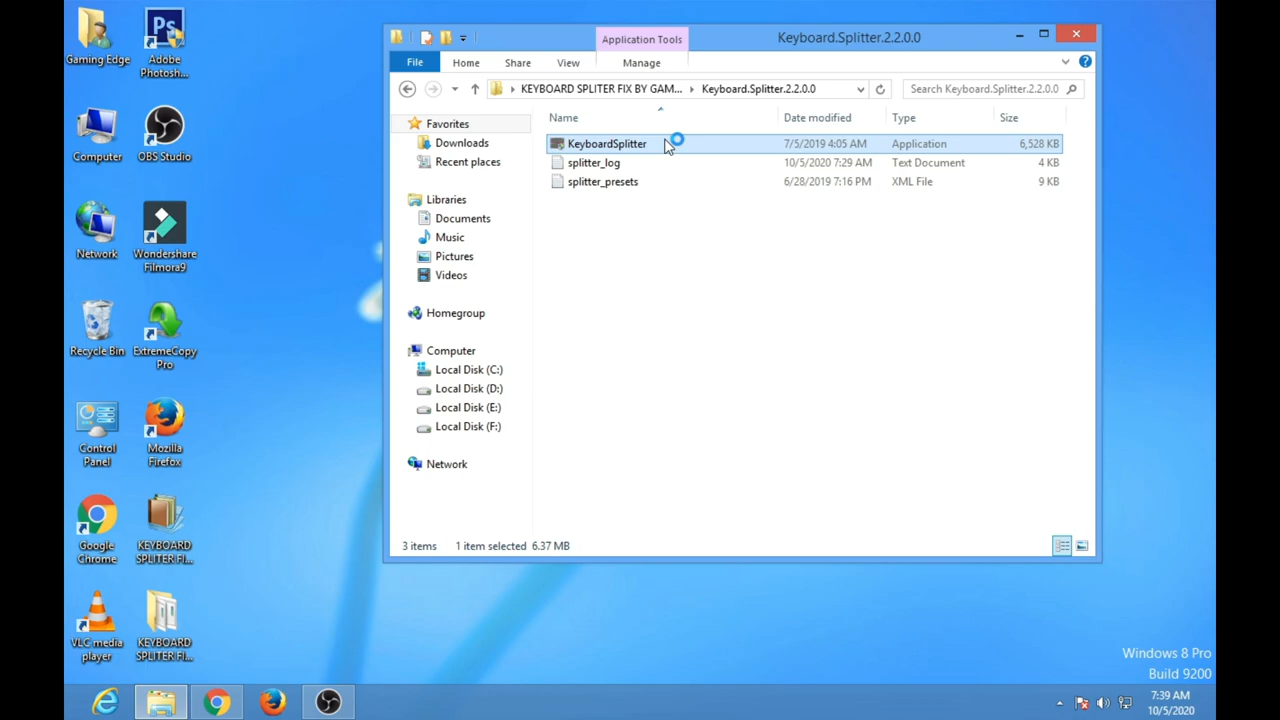 Gaming Edge
Adobe
Photosh...
Computer
OBS Studio
Network
Wondershare
Filmora9
Recycle Bin
ExtremeCopy
Pro
Control
Panel
Mozilla
Firefox
Google
Chrome
KEYBOARD
SPLITER FI...
VLC media
player
KEYBOARD
SPLITER FI...
Application Tools
Keyboard.Splitter.2.2.0.0
File
Home
Share
View
Manage
KEYBOARD SPLITER FIX BY GAM...
Keyboard.Splitter.2.2.0.0
Search Keyboard.Splitter.2.2.0.0
Favorites
Downloads
Recent places
Libraries
Documents
Music
Pictures
Videos
Homegroup
Computer
Local Disk (C:)
Local Disk (D:)
Local Disk (E:)
Local Disk (F:)
Network
Name Date modified Type Size
KeyboardSplitter 7/5/2019 4:05 AM Application 6,528 KB
splitter_log 10/5/2020 7:29 AM Text Document 4 KB
splitter_presets 6/28/2019 7:16 PM XML File 9 KB
3 items 1 item selected 6.37 MB
Windows 8 Pro
Build 9200
7:39 AM
10/5/2020